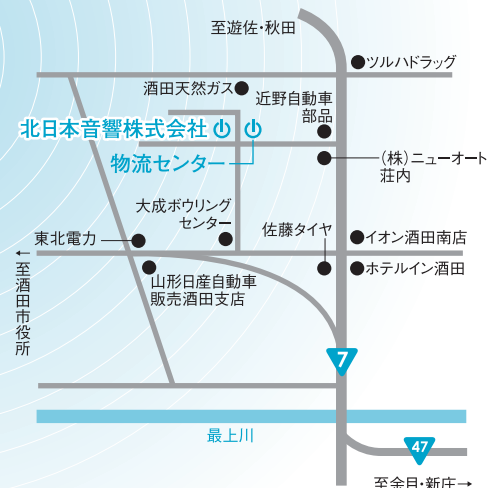 至遊佐・秋田
ツルハドラッグ
酒田天然ガス
近野自動車
部品
北日本音響株式会社
物流センター
（株）ニューオート
荘内
大成ボウリング
センター
佐藤タイヤ
東北電力
イオン酒田南店
ホテルイン酒田
山形日産自動車
販売酒田支店
←至酒田市役所
7
最上川
47
至余目・新庄→